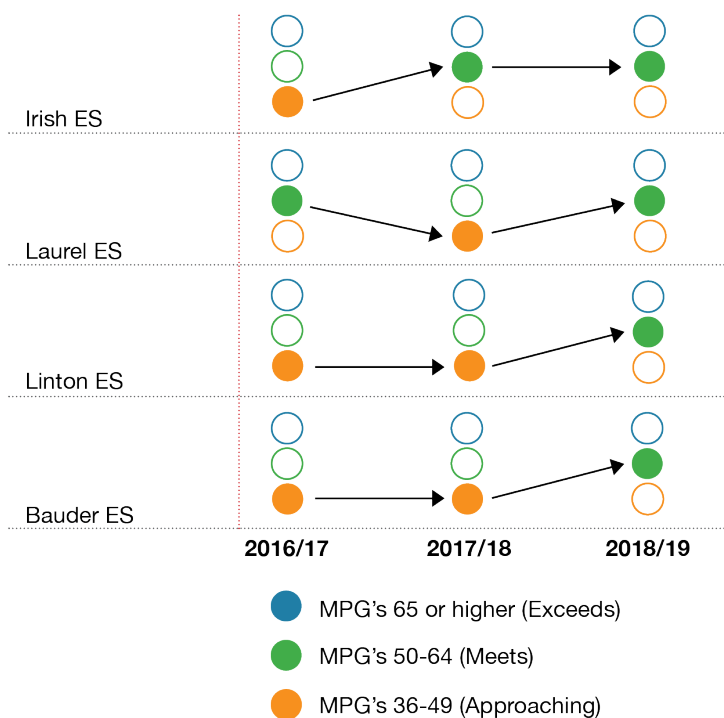 Irish ES
Laurel ES
Linton ES
Bauder ES
2016/17 2017/18 2018/19
MPG's 65 or higher (Exceeds)
MPG's 50-64 (Meets)
MPG's 36-49 (Approaching)